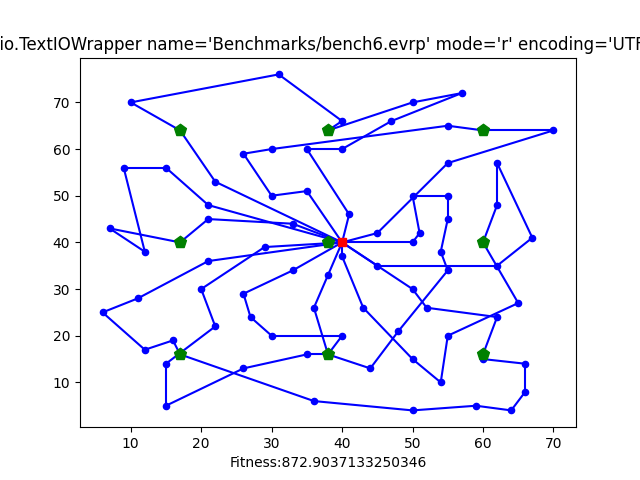 io.TextIOWrapper name='Benchmarks/bench6.evrp' mode='r' encoding='UTF
70
60
50
40
30
20
10
10 20 30 40 50 60 70
Fitness:872.9037133250346